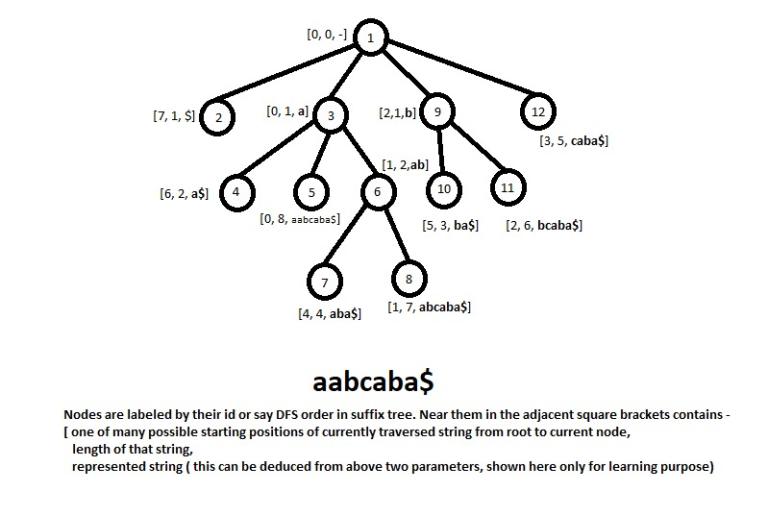 [0, 0, -] 1
[7, 1, $] 2
[0, 1, a] 3
[2,1,b] 9
12
[3, 5, caba$]
[1, 2,ab]
[6, 2, a$] 4
5
6
10
11
[0, 8, aabcaba$]
[5, 3, ba$]
[2, 6, bcaba$]
7
8
[4, 4, aba$]
[1, 7, abcaba$]
aabcaba$
Nodes are labeled by their id or say DFS order in suffix tree. Near them in the adjacent square brackets contains -
[ one of many possible starting positions of currently traversed string from root to current node,
length of that string,
represented string ( this can be deduced from above two parameters, shown here only for learning purpose)